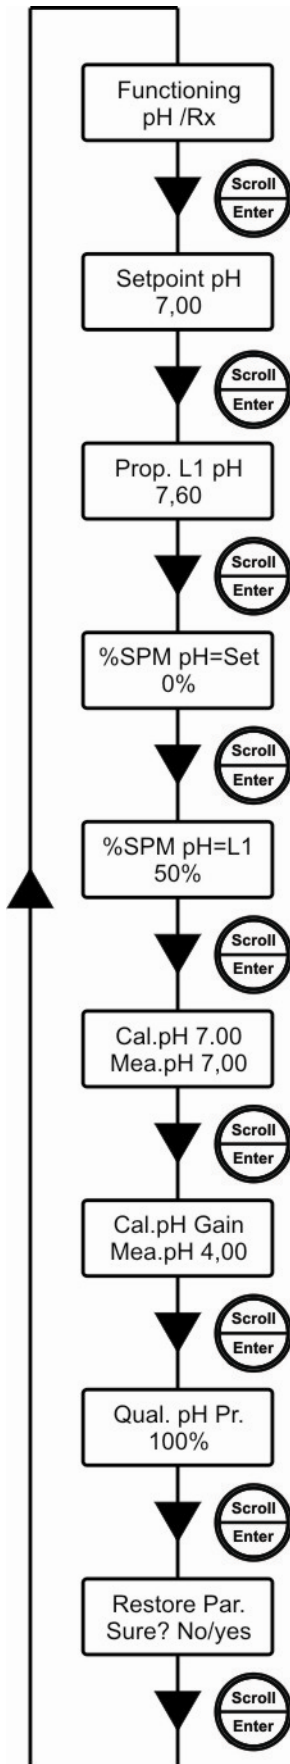 Functioning
pH /Rx
Scroll
Enter
Setpoint pH
7,00
Scroll
Enter
Prop. L1 pH
7,60
Scroll
Enter
%SPM pH=Set
0%
Scroll
Enter
%SPM pH=L1
50%
Scroll
Enter
Cal.pH 7.00
Mea.pH 7,00
Scroll
Enter
Cal.pH Gain
Mea.pH 4,00
Scroll
Enter
Qual. pH Pr.
100%
Scroll
Enter
Restore Par.
Sure? No/yes
Scroll
Enter